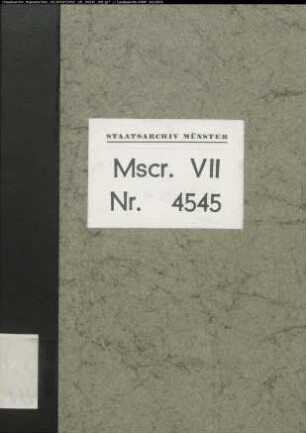 STAATSARCHIV MÜNSTER
Mscr. VII
Nr. 4545